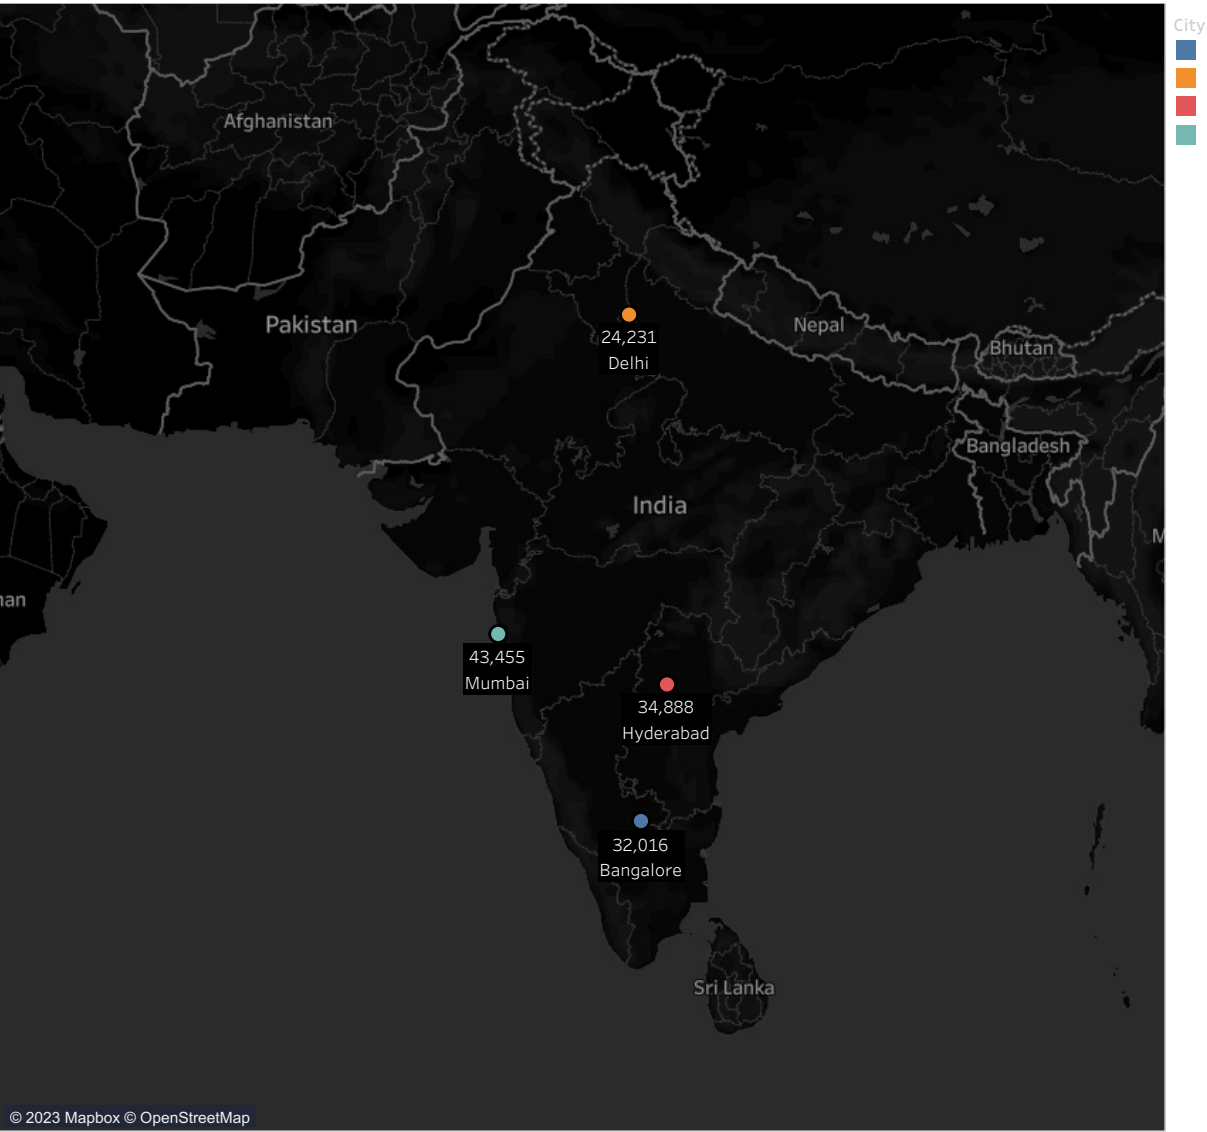 City
Afghanistan
Pakistan
24,231
Delhi
Nepal
Bhutan
Bangladesh
India
43,455
Mumbai
34,888
Hyderabad
32,016
Bangalore
Sri Lanka
M
nan
© 2023 Mapbox © OpenStreetMap